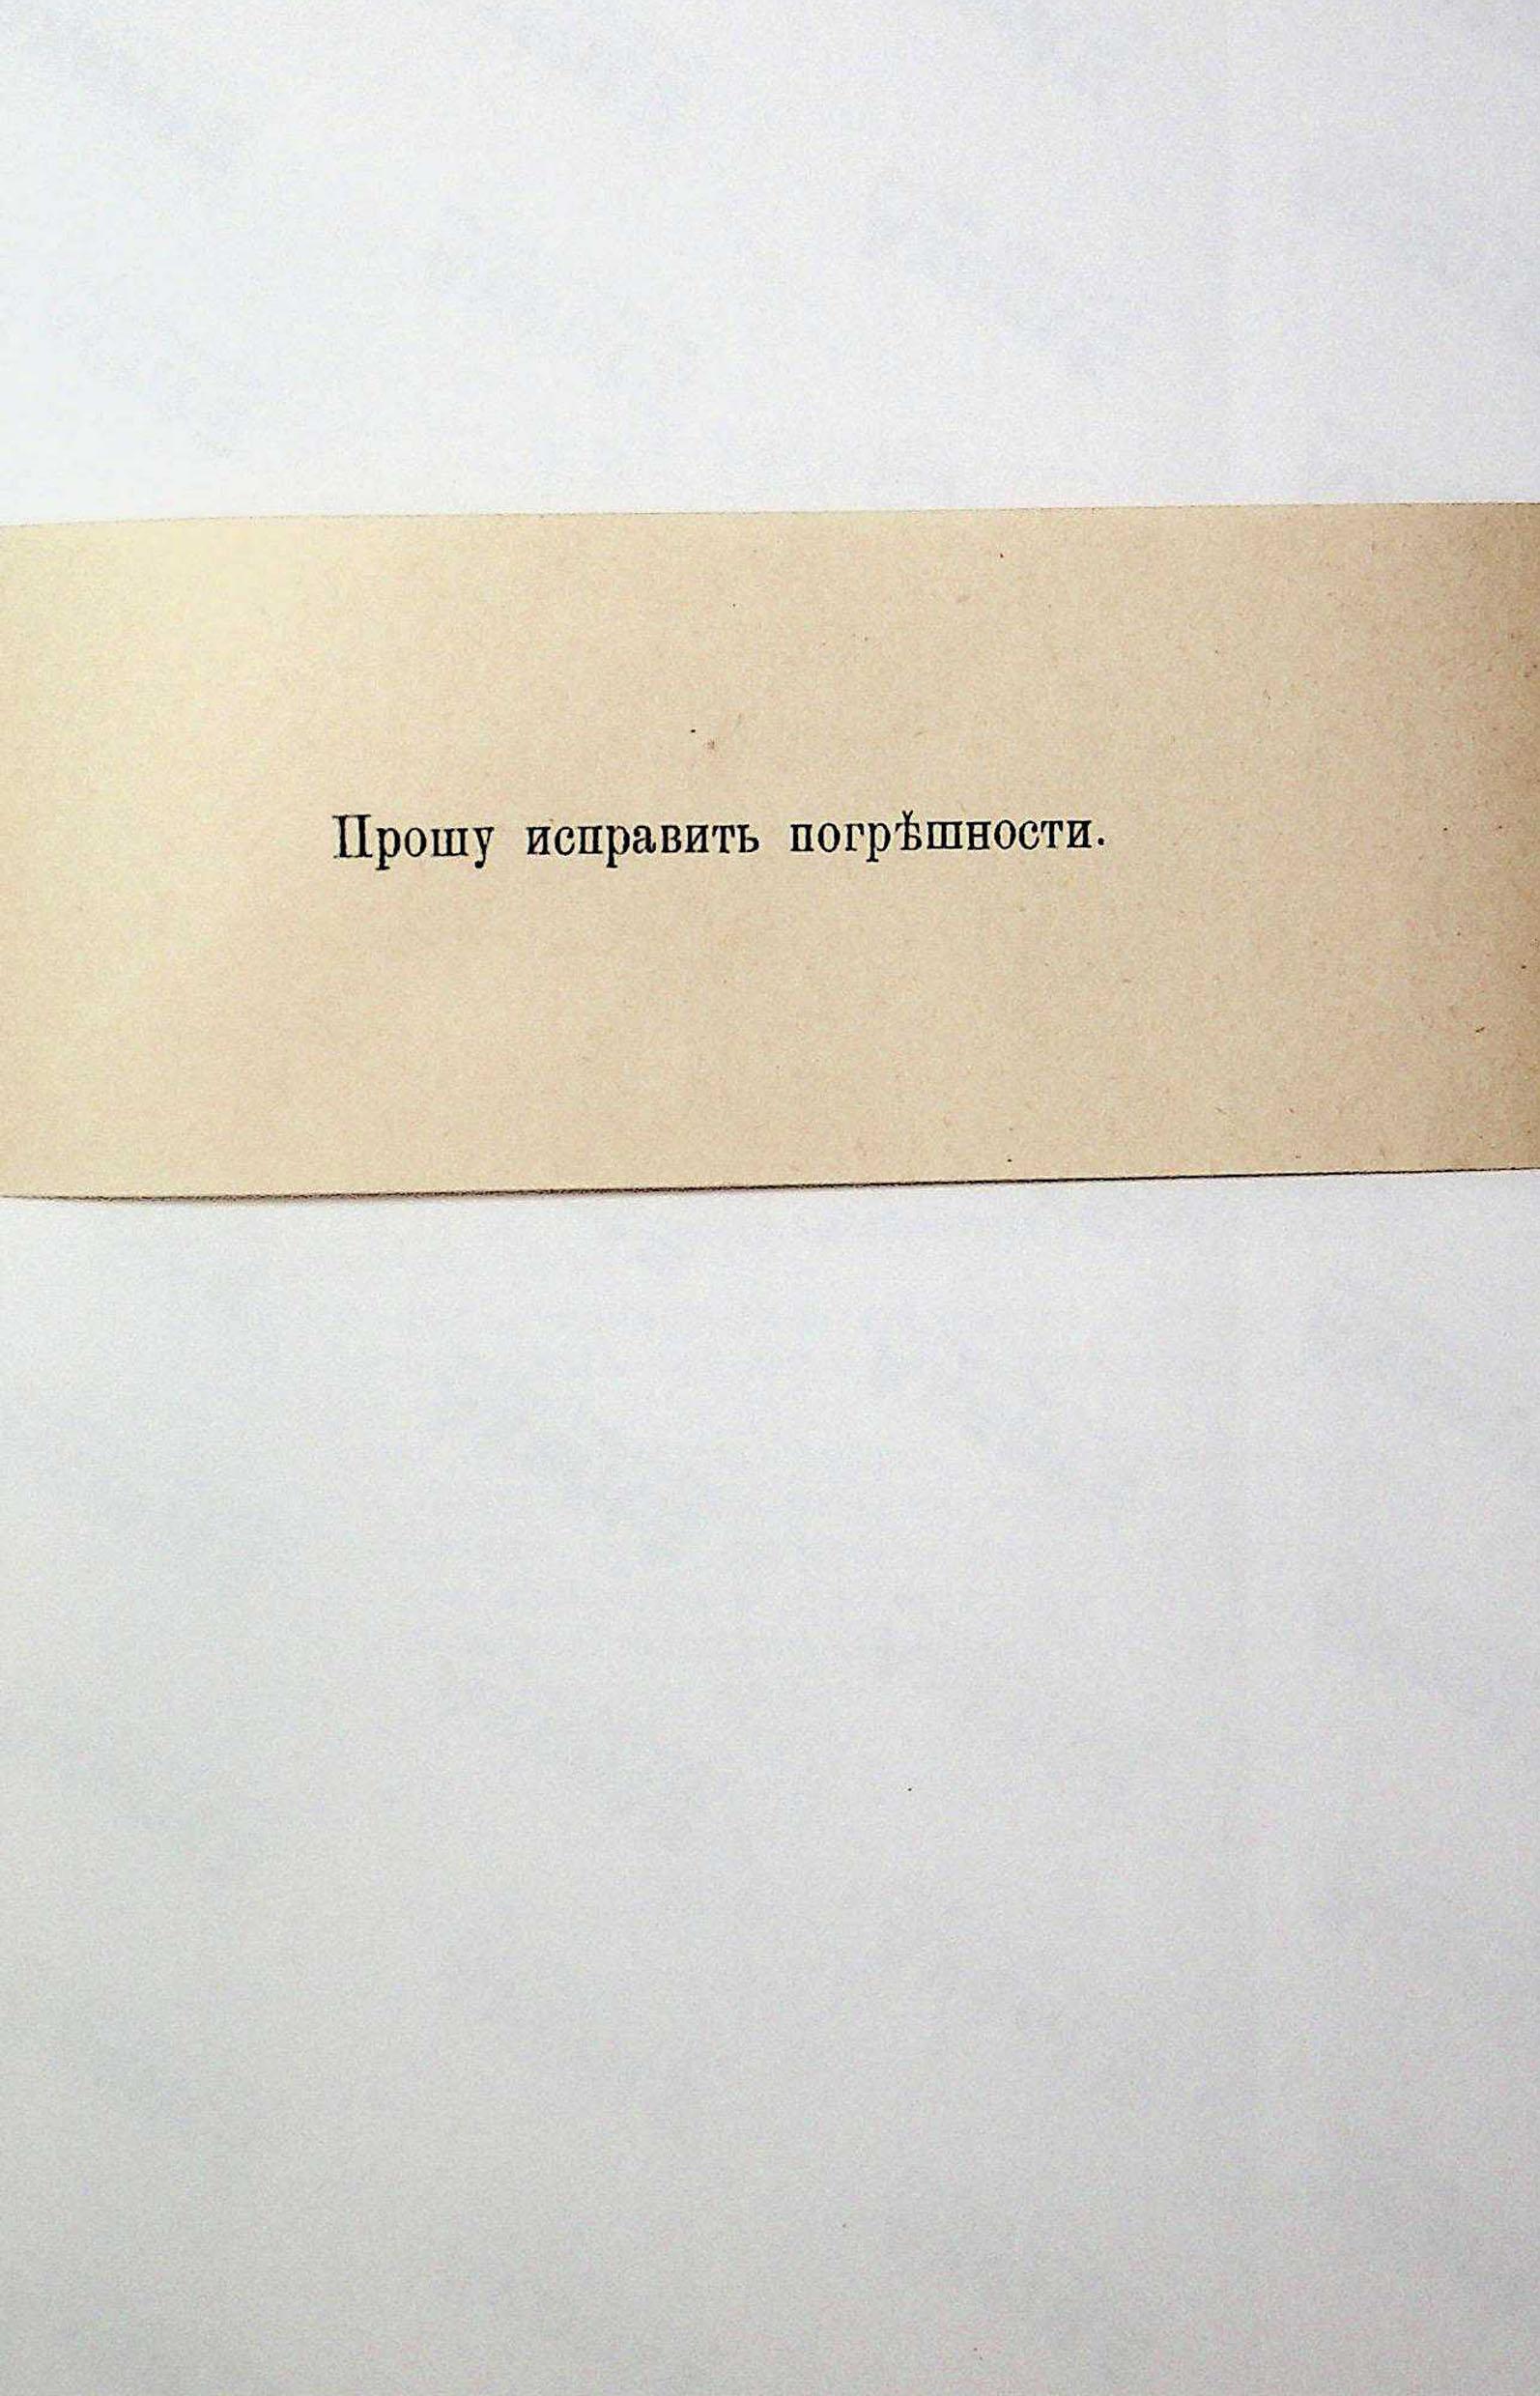 Прошу исправить погрѣшности.